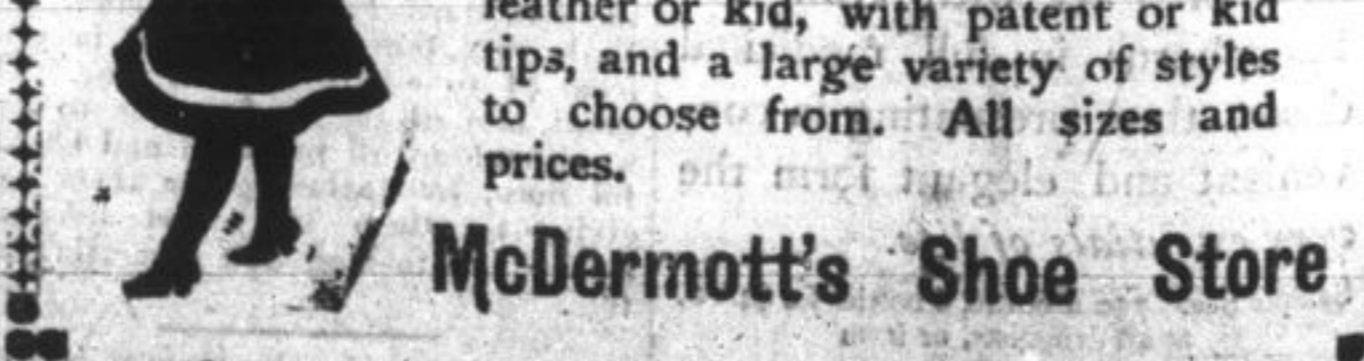 leather or kid, with patent or kid
tips, and a large variety of styles
to choose from. All sizes and
prices.
McDermott's Shoe Store